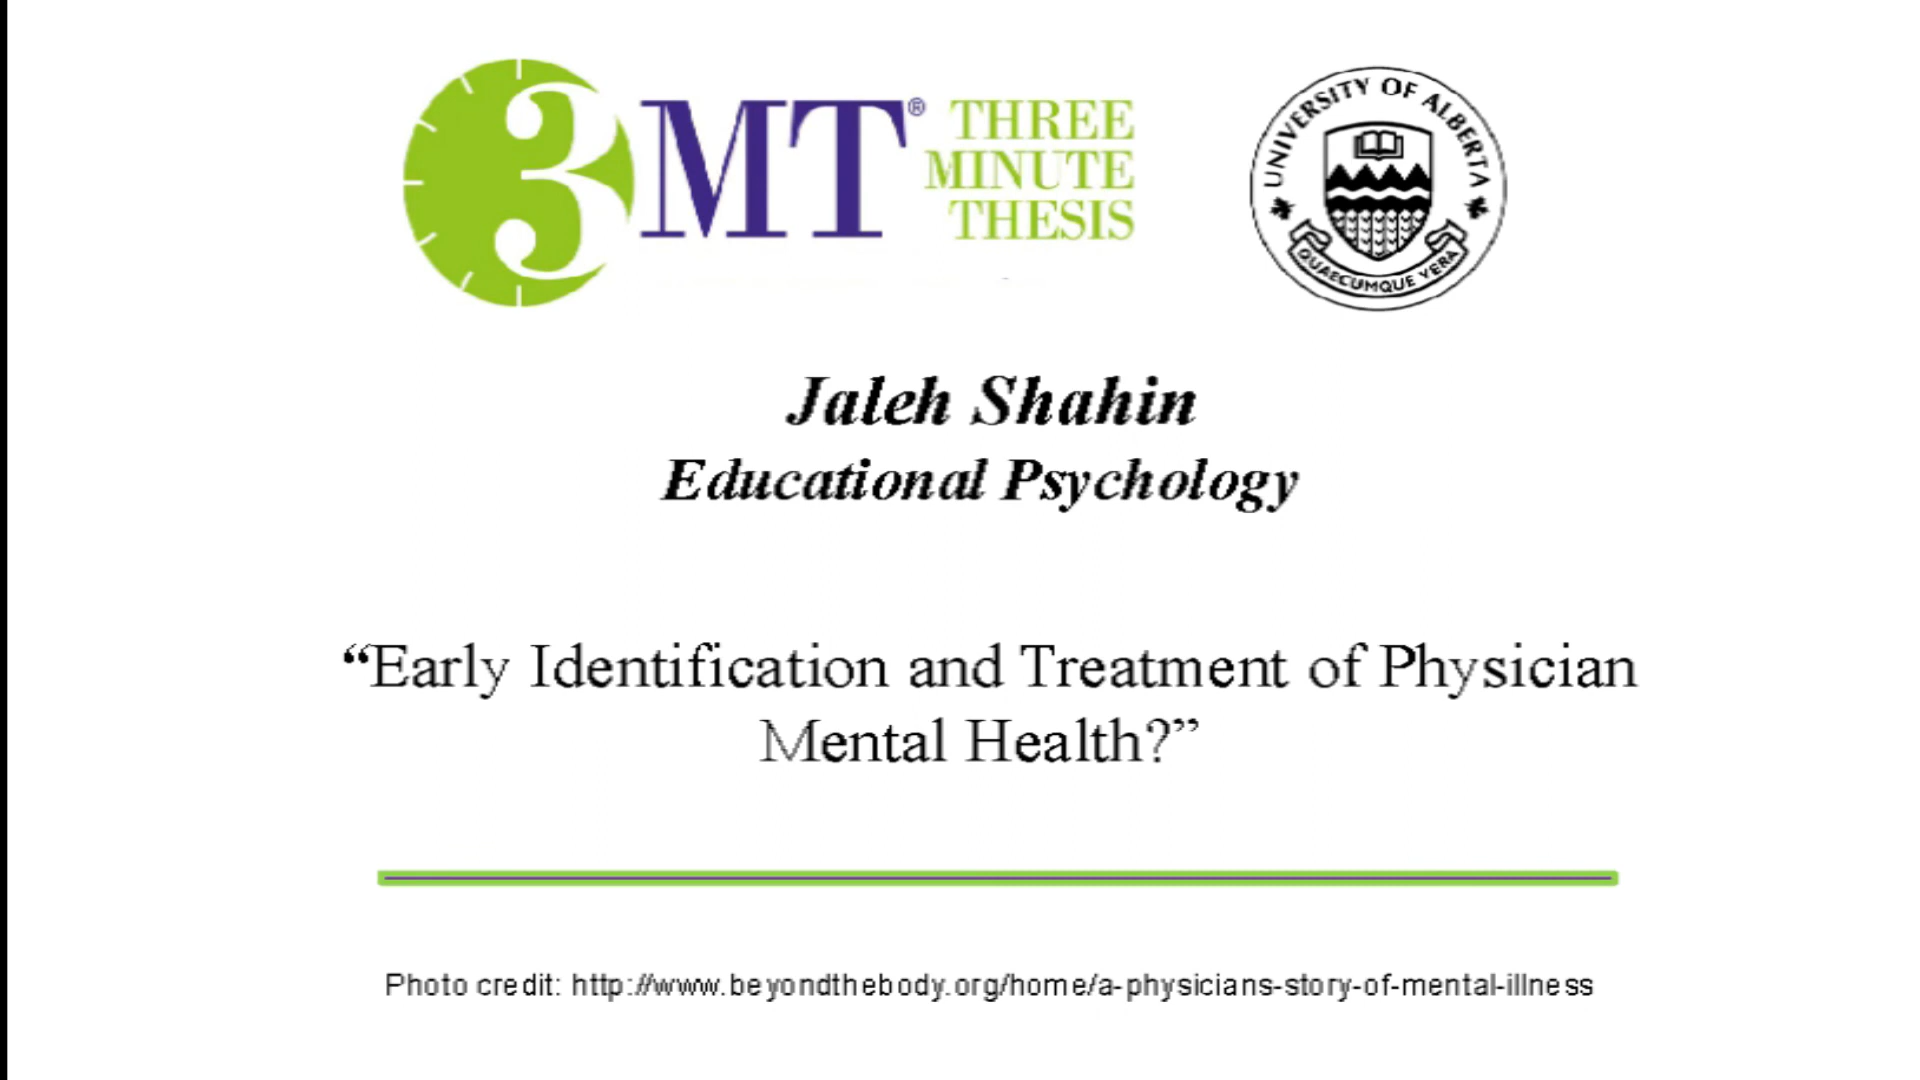 3MT® THREE
MINUTE
THESIS
UNIVERSITY OF ALBERTA
QUAECUMQUE VERA
Jaleh Shahin
Educational Psychology
“Early Identification and Treatment of Physician
Mental Health?”
Photo credit: http://www.beyondthebody.org/home/a-physicians-story-of-mental-illness